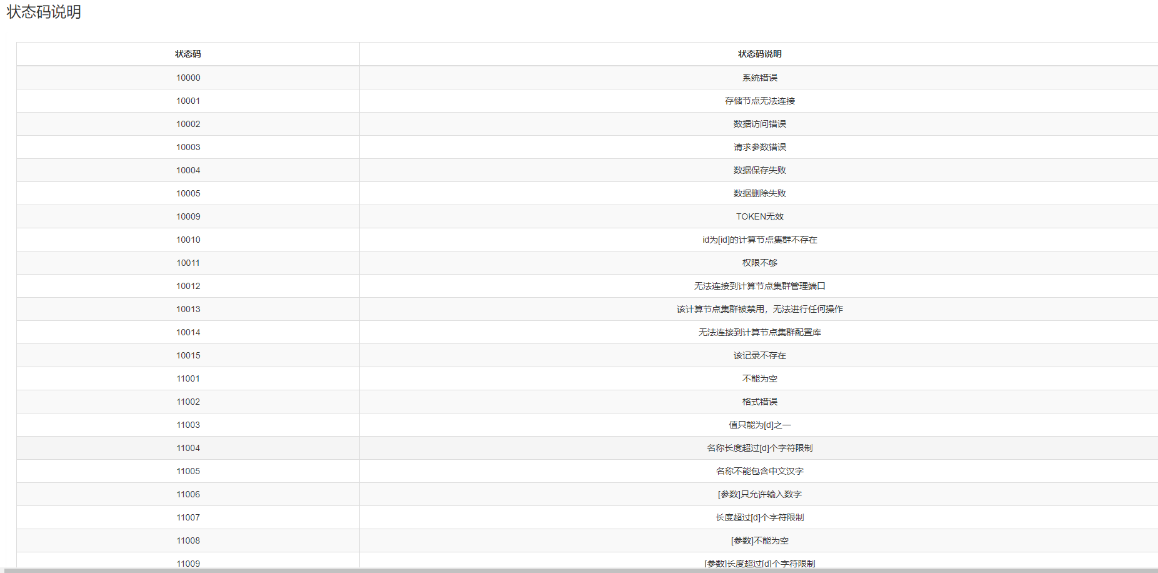 状态码说明
状态码 状态码说明
10000 系统错误
10001 存储节点无法连接
10002 数据访问错误
10003 请求参数错误
10004 数据保存失败
10005 数据删除失败
10009 TOKEN无效
10010 id为[id]的计算节点集群不存在
10011 权限不够
10012 无法连接到计算节点集群管理端口
10013 该计算节点集群被禁用，无法进行任何操作
10014 无法连接到计算节点集群配置库
10015 该记录不存在
11001 不能为空
11002 格式错误
11003 值只能为[d]之一
11004 名称长度超过[d]个字符限制
11005 名称不能包含中文汉字
11006 [参数]只允许输入数字
11007 长度超过[d]个字符限制
11008 [参数]不能为空
11009 [参数]长度超过[d]个字符限制